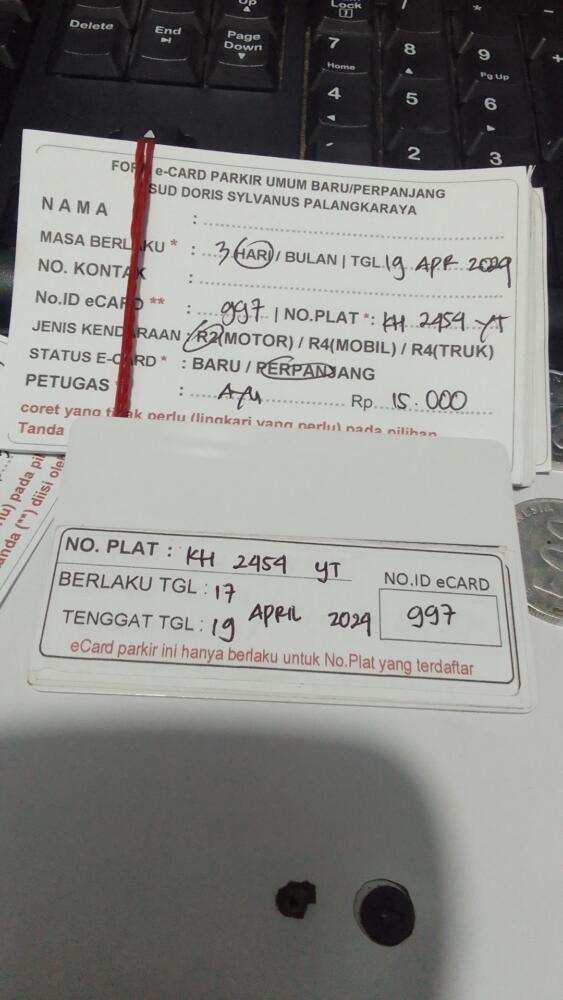 Lock
Delete
End
Page
Down
7
Home
8
9
Pg Up
4
5
6
2
3
FOR e-CARD PARKIR UMUM BARU/PERPANJANG
SUD DORIS SYLVANUS PALANGKARAYA
NAMA :
MASA BERLAKU * : 3 HARI / BULAN | TGL 19 APR 2024
NO. KONTAK :
No.ID eCARD ** : 997 | NO.PLAT *: KH 2454 YT
JENIS KENDARAAN / R2(MOTOR) / R4(MOBIL) / R4(TRUK)
STATUS E-CARD * : BARU / PERPANJANG
PETUGAS : Rp 15.000
coret yang tidak perlu (lingkari yang perlu) pada pilihan
Tanda
NO. PLAT : KH 2454 YT
BERLAKU TGL : 17
NO.ID eCARD
TENGGAT TGL : 19 APRIL 2024
997
eCard parkir ini hanya berlaku untuk No.Plat yang terdaftar